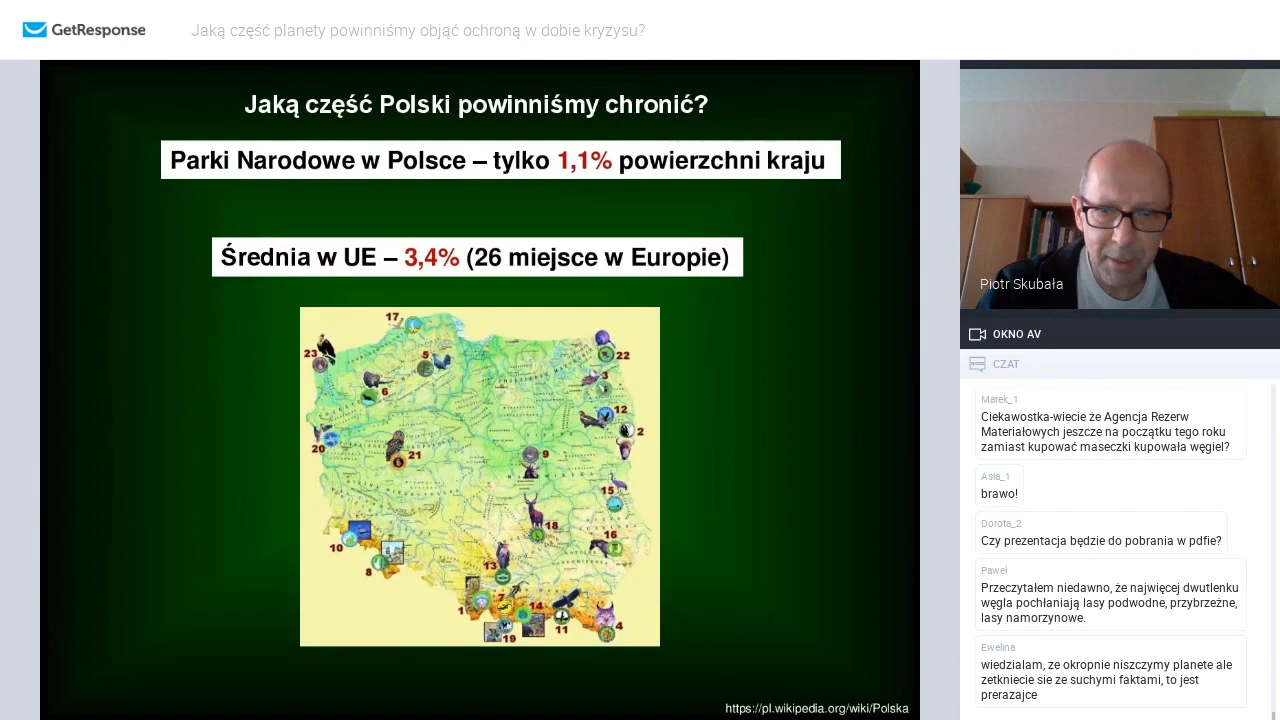 GetResponse
Jaką część planety powinniśmy objąć ochroną w dobie kryzysu?
Jaką część Polski powinniśmy chronić?
Parki Narodowe w Polsce – tylko 1,1% powierzchni kraju
Średnia w UE – 3,4% (26 miejsce w Europie)
17
23
5
22
3
6
12
2
20
21
9
15
18
16
10
8
13
1
7
14
11
4
19
https://pl.wikipedia.org/wiki/Polska
Piotr Skubała
OKNO AV
CZAT
Marek_1
Ciekawostka-wiecie że Agencja Rezerw
Materiałowych jeszcze na początku tego roku
zamiast kupować maseczki kupowała węgiel?
Asia_1
brawo!
Dorota_2
Czy prezentacja będzie do pobrania w pdfie?
Paweł
Przeczytałem niedawno, że najwięcej dwutlenku
węgla pochłaniają lasy podwodne, przybrzeżne,
lasy namorzynowe.
Ewelina
wiedzialam, ze okropnie niszczymy planete ale
zetkniecie sie ze suchymi faktami, to jest
prerazajce